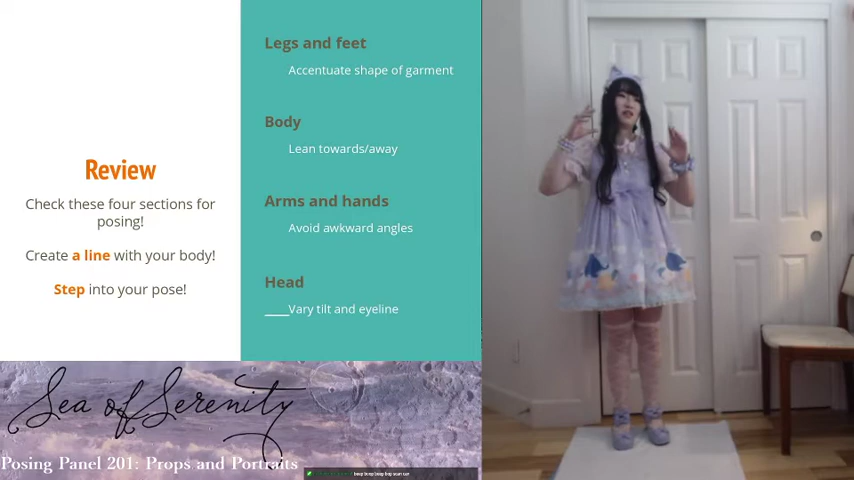 Review
Check these four sections for
posing!
Create a line with your body!
Step into your pose!
Legs and feet
Accentuate shape of garment
Body
Lean towards/away
Arms and hands
Avoid awkward angles
Head
Vary tilt and eyeline
Sea of Serenity
Posing Panel 201: Props and Portraits